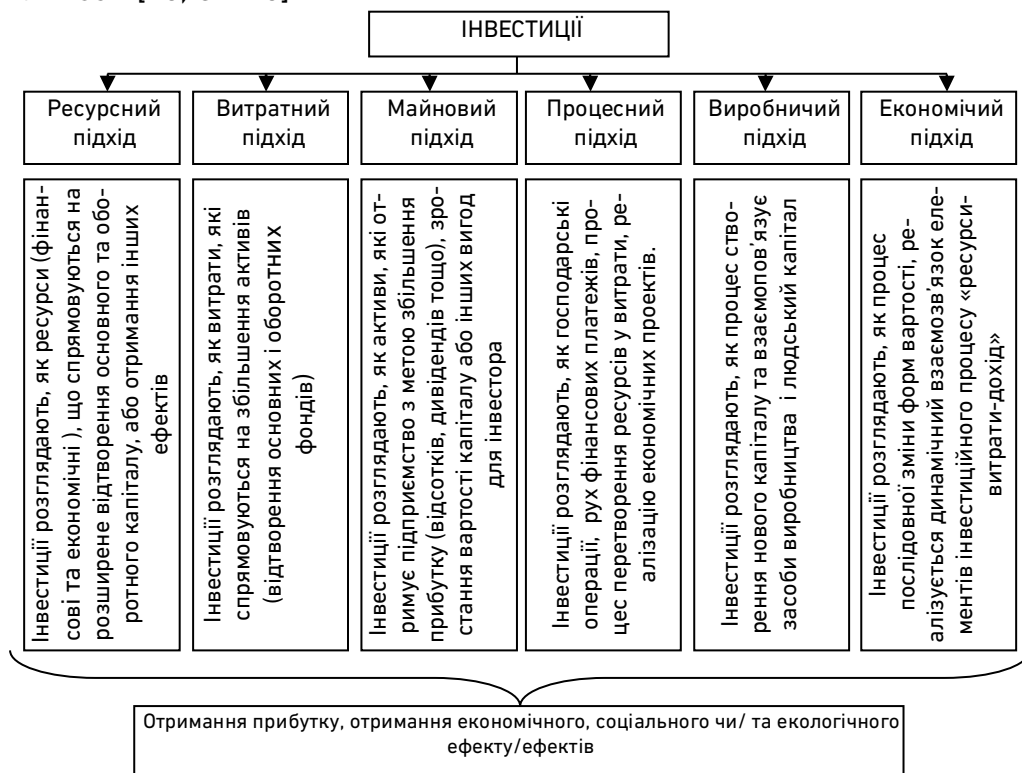 ІНВЕСТИЦІЇ
Ресурсний
підхід
Витратний
підхід
Майновий
підхід
Процесний
підхід
Виробничий
підхід
Економічий
підхід
Інвестиції розглядають, як ресурси (фінан-
сові та економічні ), що спрямовуються на
розширене відтворення основного та обо-
ротного капіталу, або отримання інших
ефектів
Інвестиції розглядають, як витрати, які
спрямовуються на збільшення активів
(відтворення основних і оборотних
фондів)
Інвестиції розглядають, як активи, які от-
римує підприємство з метою збільшення
прибутку (відсотків, дивідендів тощо), зро-
стання вартості капіталу або інших вигод
для інвестора
Інвестиції розглядають, як господарські
операції, рух фінансових платежів, про-
цес перетворення ресурсів у витрати, ре-
алізацію економічних проектів.
Інвестиції розглядають, як процес ство-
рення нового капіталу та взаємопов'язує
засоби виробництва і людський капітал
Інвестиції розглядають, як процес
послідовної зміни форм вартості, ре-
алізується динамічний взаємозв'язок еле-
ментів інвестиційного процесу «ресурси-
витрати-дохід»
Отримання прибутку, отримання економічного, соціального чи/ та екологічного
ефекту/ефектів